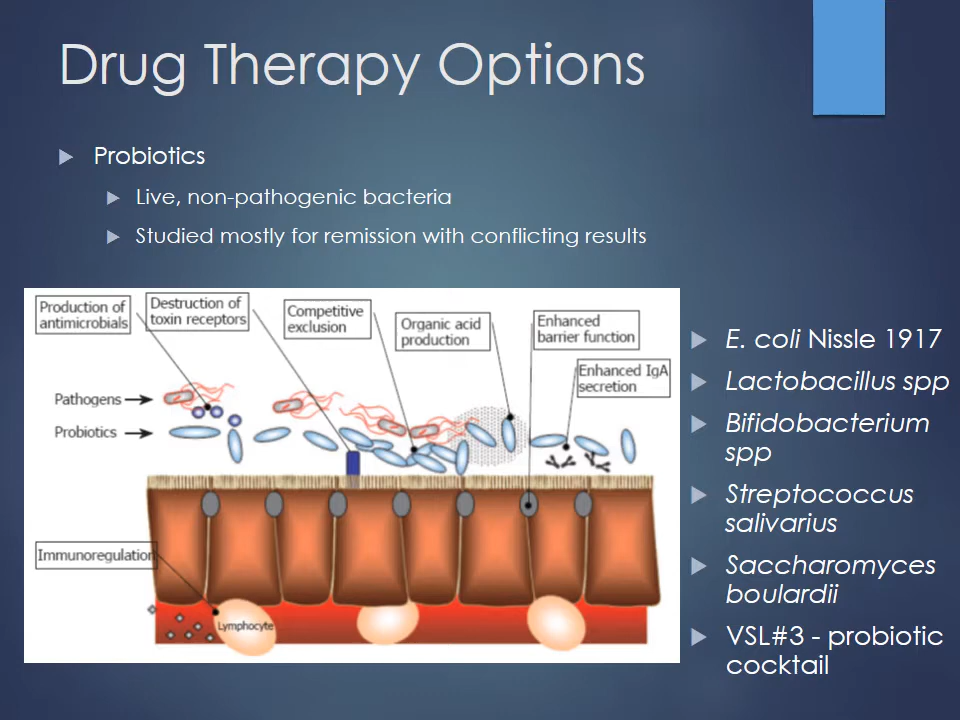 Drug Therapy Options
Probiotics
Live, non-pathogenic bacteria
Studied mostly for remission with conflicting results
Production of
antimicrobials
Destruction of
toxin receptors
Competitive
exclusion
Organic acid
production
Enhanced
barrier function
Enhanced IgA
secretion
Pathogens
Probiotics
Immunoregulation
Lymphocyte
E. coli Nissle 1917
Lactobacillus spp
Bifidobacterium
spp
Streptococcus
salivarius
Saccharomyces
boulardii
VSL#3 - probiotic
cocktail